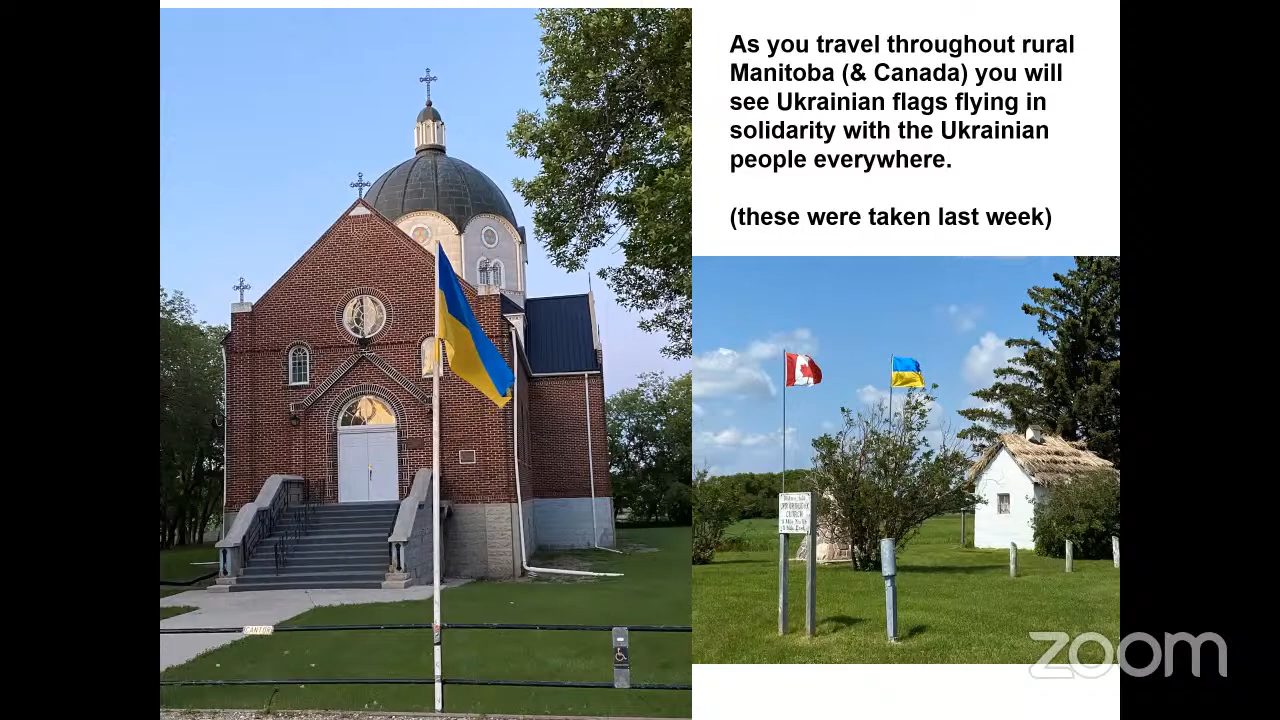 As you travel throughout rural
Manitoba (& Canada) you will
see Ukrainian flags flying in
solidarity with the Ukrainian
people everywhere.
(these were taken last week)
CHURCH
zoom